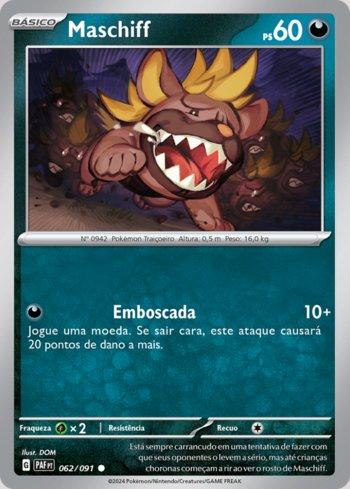 BÁSICO
Maschiff
PS 60
Nº 0942 Pokémon Traiçoeiro Altura: 0,5 m Peso: 16,0 kg
Emboscada 10+
Jogue uma moeda. Se sair cara, este ataque causará
20 pontos de dano a mais.
Fraqueza × 2 Resistência Recuo
Ilust. DOM
G PAF PT 062/091
Está sempre carrancudo em uma tentativa de fazer com
que seus oponentes o levem a sério, mas até crianças
choronas começam a rir ao ver o rosto de Maschiff.
©2024 Pokémon/Nintendo/Creatures/GAME FREAK